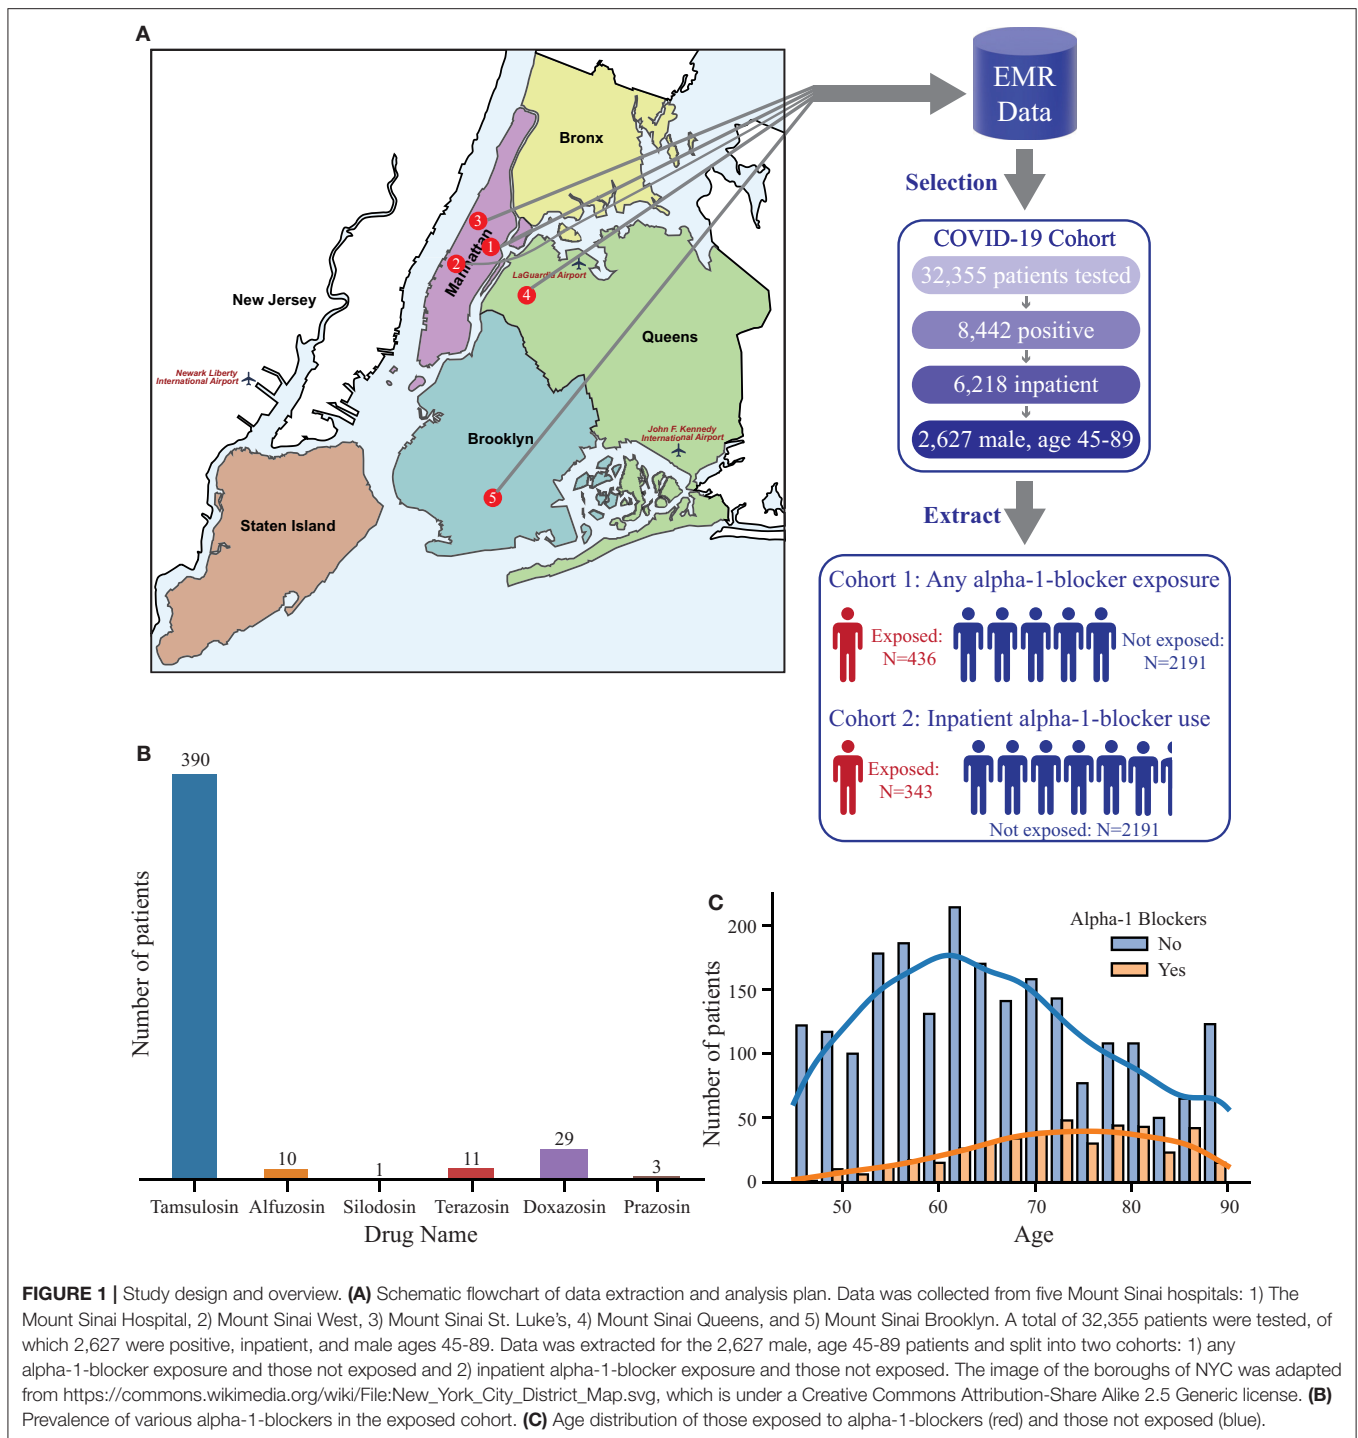 A
Bronx
Manhattan
3
1
2
4
5
LaGuardia Airport
New Jersey
Queens
Newark Liberty
International Airport
Brooklyn
John F. Kennedy
International Airport
Staten Island
EMR
Data
Selection
COVID-19 Cohort
32,355 patients tested
8,442 positive
6,218 inpatient
2,627 male, age 45-89
Extract
Cohort 1: Any alpha-1-blocker exposure
Exposed:
N=436
Not exposed:
N=2191
Cohort 2: Inpatient alpha-1-blocker use
Exposed:
N=343
Not exposed: N=2191
B
390
10
1
11
29
3
Number of patients
Tamsulosin Alfuzosin Silodosin Terazosin Doxazosin Prazosin
Drug Name
C
Alpha-1 Blockers
No
Yes
Number of patients
200
150
100
50
0
50 60 70 80 90
Age
FIGURE 1 | Study design and overview. (A) Schematic flowchart of data extraction and analysis plan. Data was collected from five Mount Sinai hospitals: 1) The
Mount Sinai Hospital, 2) Mount Sinai West, 3) Mount Sinai St. Luke's, 4) Mount Sinai Queens, and 5) Mount Sinai Brooklyn. A total of 32,355 patients were tested, of
which 2,627 were positive, inpatient, and male ages 45-89. Data was extracted for the 2,627 male, age 45-89 patients and split into two cohorts: 1) any
alpha-1-blocker exposure and those not exposed and 2) inpatient alpha-1-blocker exposure and those not exposed. The image of the boroughs of NYC was adapted
from https://commons.wikimedia.org/wiki/File:New_York_City_District_Map.svg, which is under a Creative Commons Attribution-Share Alike 2.5 Generic license. (B)
Prevalence of various alpha-1-blockers in the exposed cohort. (C) Age distribution of those exposed to alpha-1-blockers (red) and those not exposed (blue).